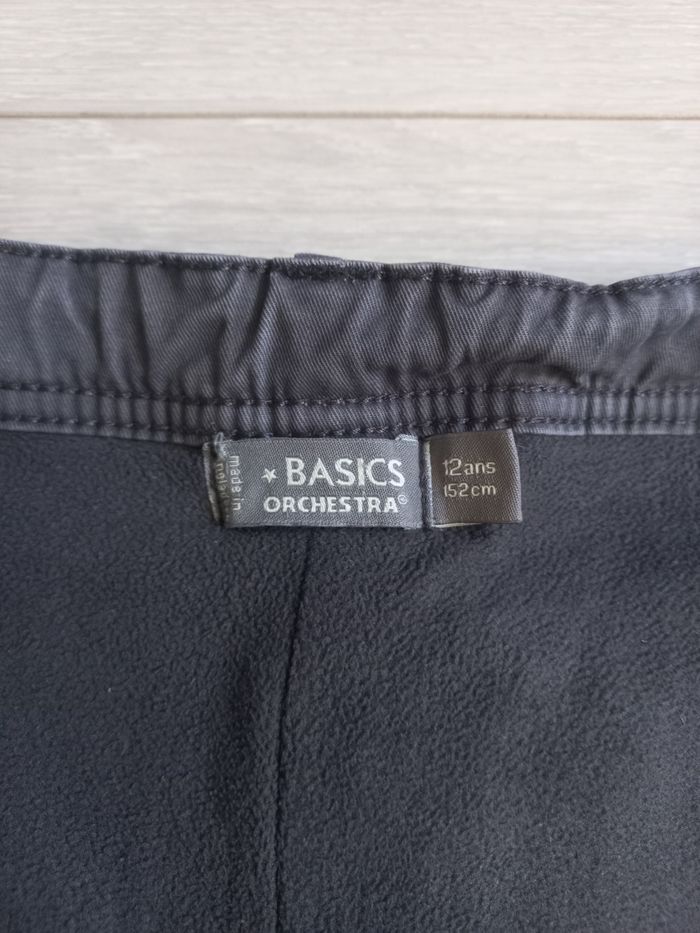 made in
★ BASICS
ORCHESTRA®
12ans
152cm